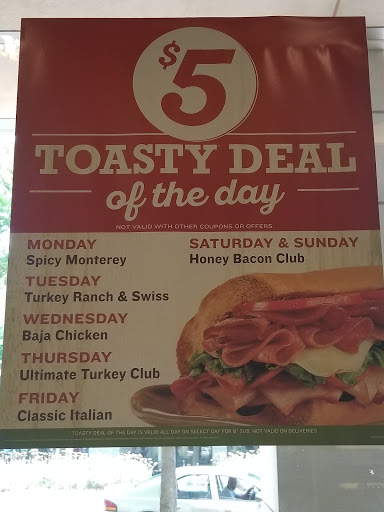 $5
TOASTY DEAL
of the day
NOT VALID WITH OTHER COUPONS OR OFFERS
MONDAY
Spicy Monterey
TUESDAY
Turkey Ranch & Swiss
WEDNESDAY
Baja Chicken
THURSDAY
Ultimate Turkey Club
FRIDAY
Classic Italian
SATURDAY & SUNDAY
Honey Bacon Club
TOASTY DEAL OF THE DAY IS VALID ALL DAY ON SELECT DAY FOR 8" SUB. NOT VALID ON DELIVERIES